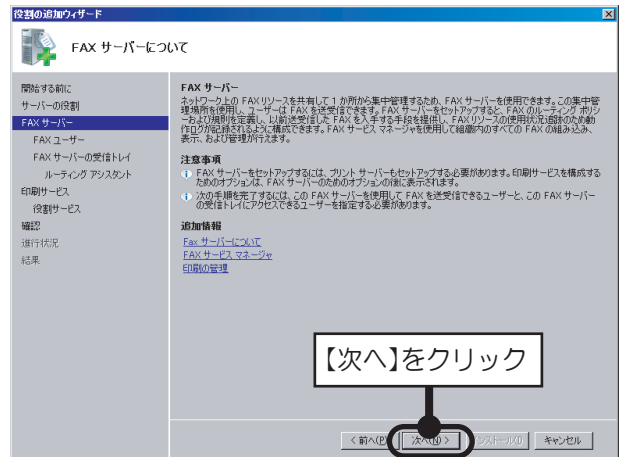 役割の追加ウィザード
FAX サーバーについて
開始する前に
サーバーの役割
FAX サーバー
FAX ユーザー
FAX サーバーの受信トレイ
ルーティング アシスタント
印刷サービス
役割サービス
確認
進行状況
結果
FAX サーバー
ネットワーク上の FAX リソースを共有して 1 か所から集中管理するため、FAX サーバーを使用できます。この集中管
理場所を使用し、ユーザーは FAX を送受信できます。FAX サーバーをセットアップすると、FAX のルーティング ポリシ
ーおよび規則を定義し、以前送受信した FAX を入手する手段を提供し、FAX リソースの使用状況追跡のため動
作ログが記録されるように構成できます。FAX サービス マネージャを使用して組織内のすべての FAX の組み込み、
表示、および管理が行えます。
注意事項
FAX サーバーをセットアップするには、プリント サーバーもセットアップする必要があります。印刷サービスを構成する
ためのオプションは、FAX サーバーのためのオプションの後に表示されます。
次の手順を完了するには、この FAX サーバーを使用して FAX を送受信できるユーザーと、この FAX サーバー
の受信トレイにアクセスできるユーザーを指定する必要があります。
追加情報
Fax サーバーについて
FAX サービス マネージャ
印刷の管理
【次へ】をクリック
< 前へ(P) 次へ(N) > インストール(I) キャンセル